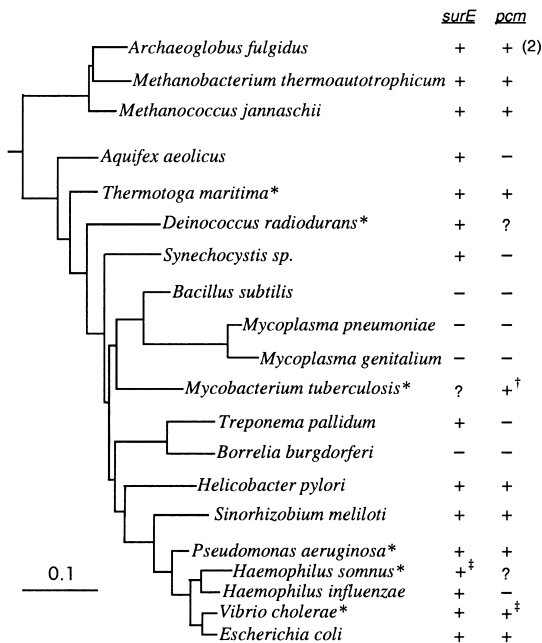 surE pcm
Archaeoglobus fulgidus + + (2)
Methanobacterium thermoautotrophicum + +
Methanococcus jannaschii + +
Aquifex aeolicus + −
Thermotoga maritima* + +
Deinococcus radiodurans* + ?
Synechocystis sp. + −
Bacillus subtilis − −
Mycoplasma pneumoniae − −
Mycoplasma genitalium − −
Mycobacterium tuberculosis* ? +†
Treponema pallidum + −
Borrelia burgdorferi − −
Helicobacter pylori + +
Sinorhizobium meliloti + +
Pseudomonas aeruginosa* + +
Haemophilus somnus* +‡ ?
Haemophilus influenzae + −
Vibrio cholerae* + +‡
Escherichia coli + +
0.1